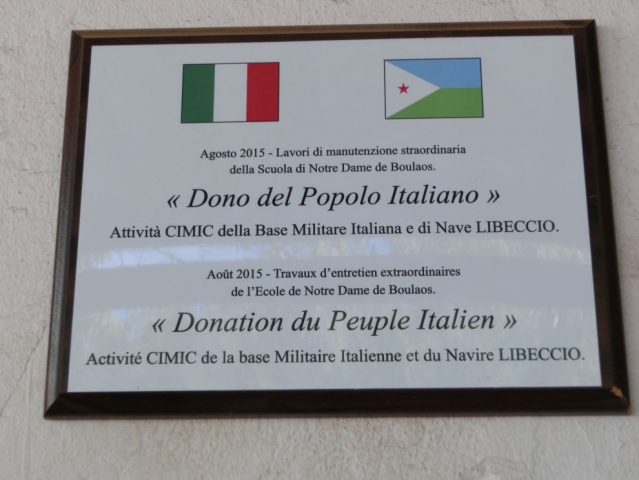 Agosto 2015 - Lavori di manutenzione straordinaria
della Scuola di Notre Dame de Boulaos.
« Dono del Popolo Italiano »
Attività CIMIC della Base Militare Italiana e di Nave LIBECCIO.
Août 2015 - Travaux d'entretien extraordinaires
de l'Ecole de Notre Dame de Boulaos.
« Donation du Peuple Italien »
Activité CIMIC de la base Militaire Italienne et du Navire LIBECCIO.